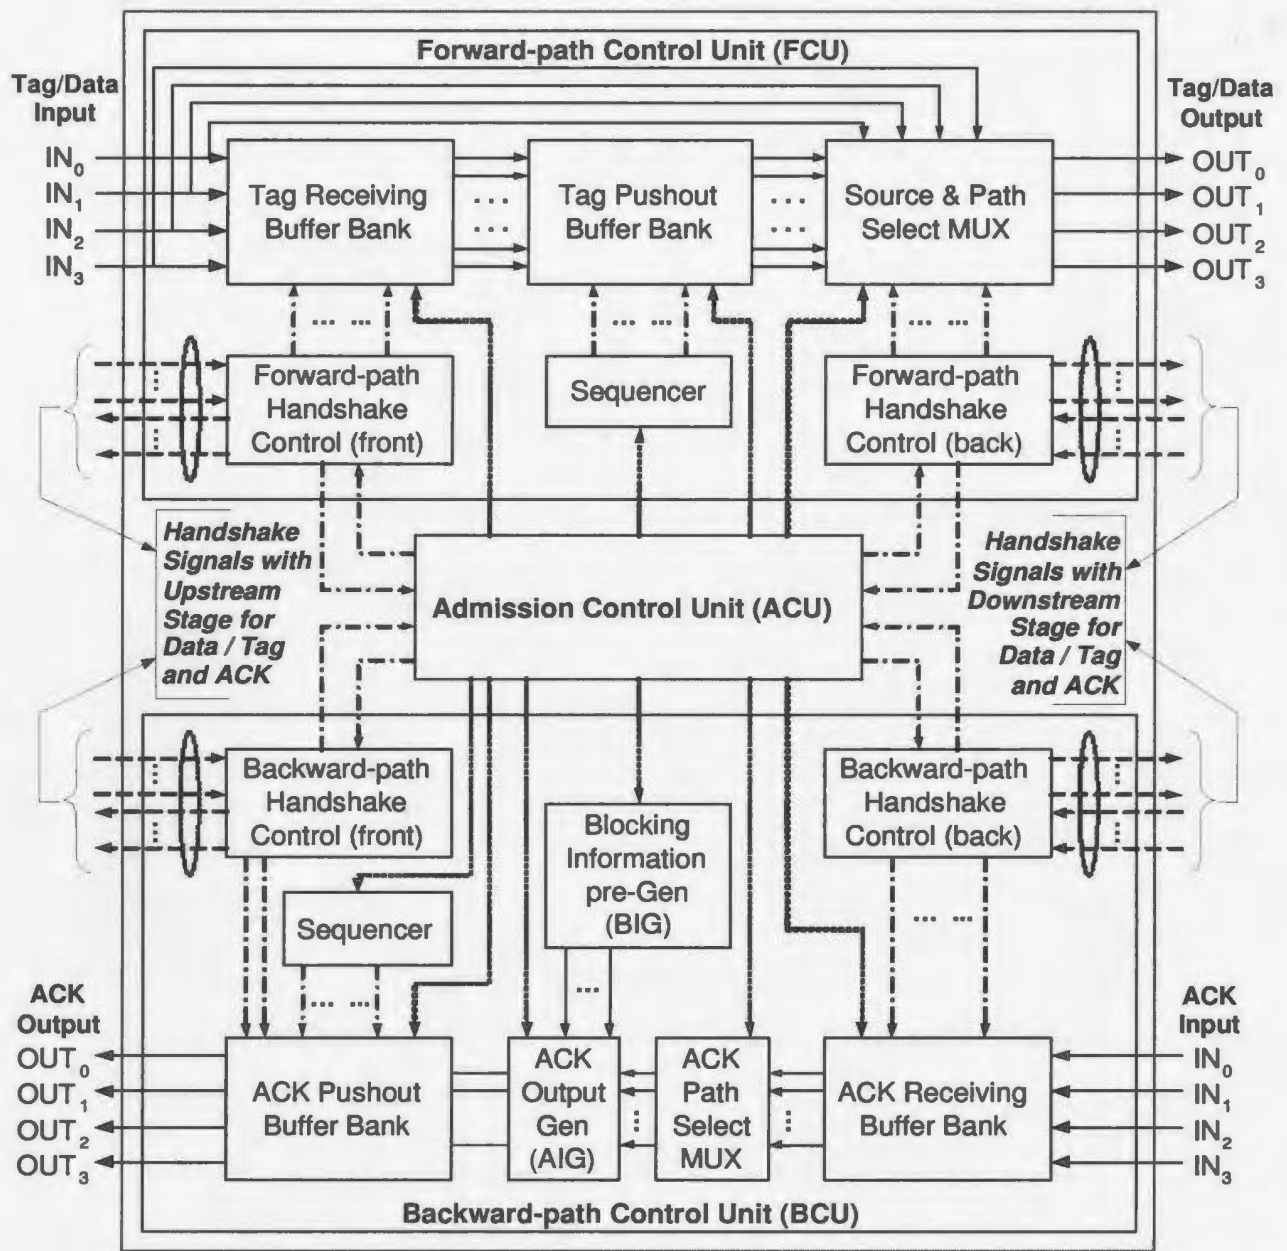 Forward-path Control Unit (FCU)
Tag/Data
Input
IN0
IN1
IN2
IN3
Tag Receiving
Buffer Bank
Tag Pushout
Buffer Bank
Source & Path
Select MUX
Tag/Data
Output
OUT0
OUT1
OUT2
OUT3
Forward-path
Handshake
Control (front)
Sequencer
Forward-path
Handshake
Control (back)
Handshake
Signals with
Upstream
Stage for
Data / Tag
and ACK
Admission Control Unit (ACU)
Handshake
Signals with
Downstream
Stage for
Data / Tag
and ACK
Backward-path
Handshake
Control (front)
Blocking
Information
pre-Gen
(BIG)
Backward-path
Handshake
Control (back)
Sequencer
ACK
Output
OUT0
OUT1
OUT2
OUT3
ACK Pushout
Buffer Bank
ACK
Output
Gen
(AIG)
ACK
Path
Select
MUX
ACK Receiving
Buffer Bank
ACK
Input
IN0
IN1
IN2
IN3
Backward-path Control Unit (BCU)